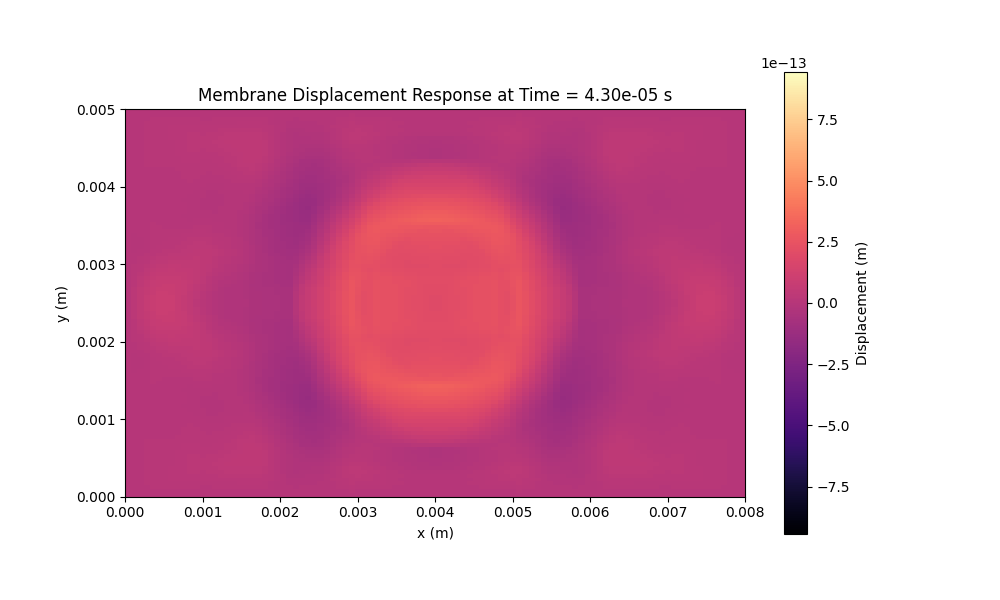 1e−13
Membrane Displacement Response at Time = 4.30e-05 s
0.005
0.004
0.003
0.002
0.001
0.000
y (m)
0.000 0.001 0.002 0.003 0.004 0.005 0.006 0.007 0.008
x (m)
7.5
5.0
2.5
0.0
−2.5
−5.0
−7.5
Displacement (m)